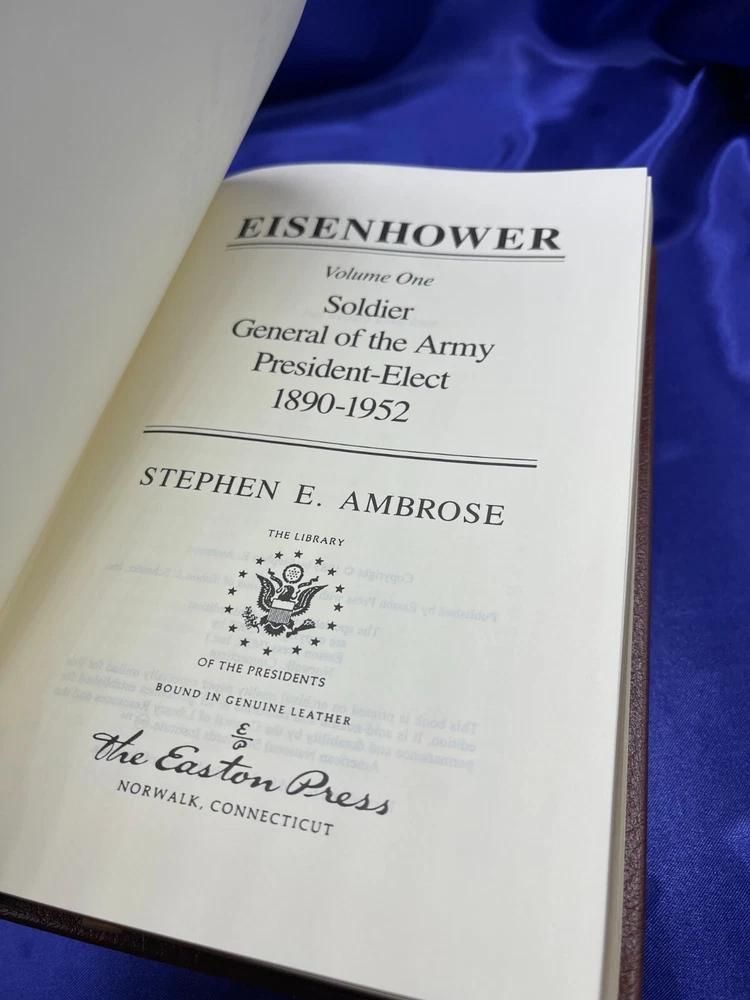 EISENHOWER
Volume One
Soldier
General of the Army
President-Elect
1890-1952
STEPHEN E. AMBROSE
THE LIBRARY
OF THE PRESIDENTS
BOUND IN GENUINE LEATHER
The Easton Press
NORWALK, CONNECTICUT